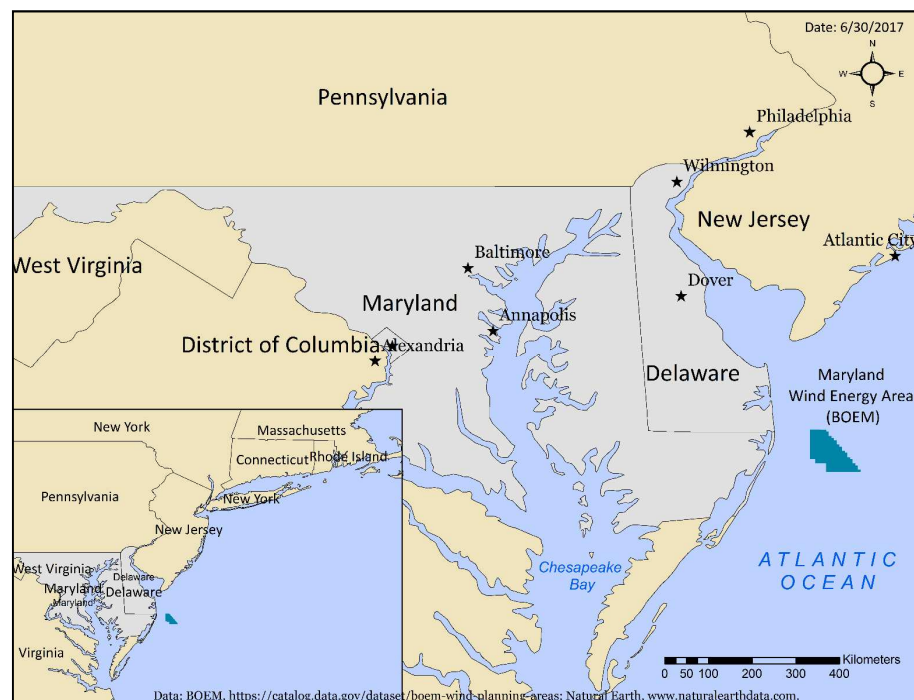 Date: 6/30/2017
N
W E
S
Pennsylvania
Philadelphia
Wilmington
New Jersey
Atlantic City
West Virginia
Baltimore
Dover
Maryland
Annapolis
District of Columbia
Alexandria
Delaware
Maryland
Wind Energy Area
(BOEM)
Chesapeake
Bay
ATLANTIC
OCEAN
Kilometers
0 50 100 200 300 400
New York
Massachusetts
Connecticut
Rhode Island
Pennsylvania
New York
New Jersey
West Virginia
Delaware
Maryland
Delaware
Maryland
Virginia
Data: BOEM, https://catalog.data.gov/dataset/boem-wind-planning-areas; Natural Earth, www.naturalearthdata.com.